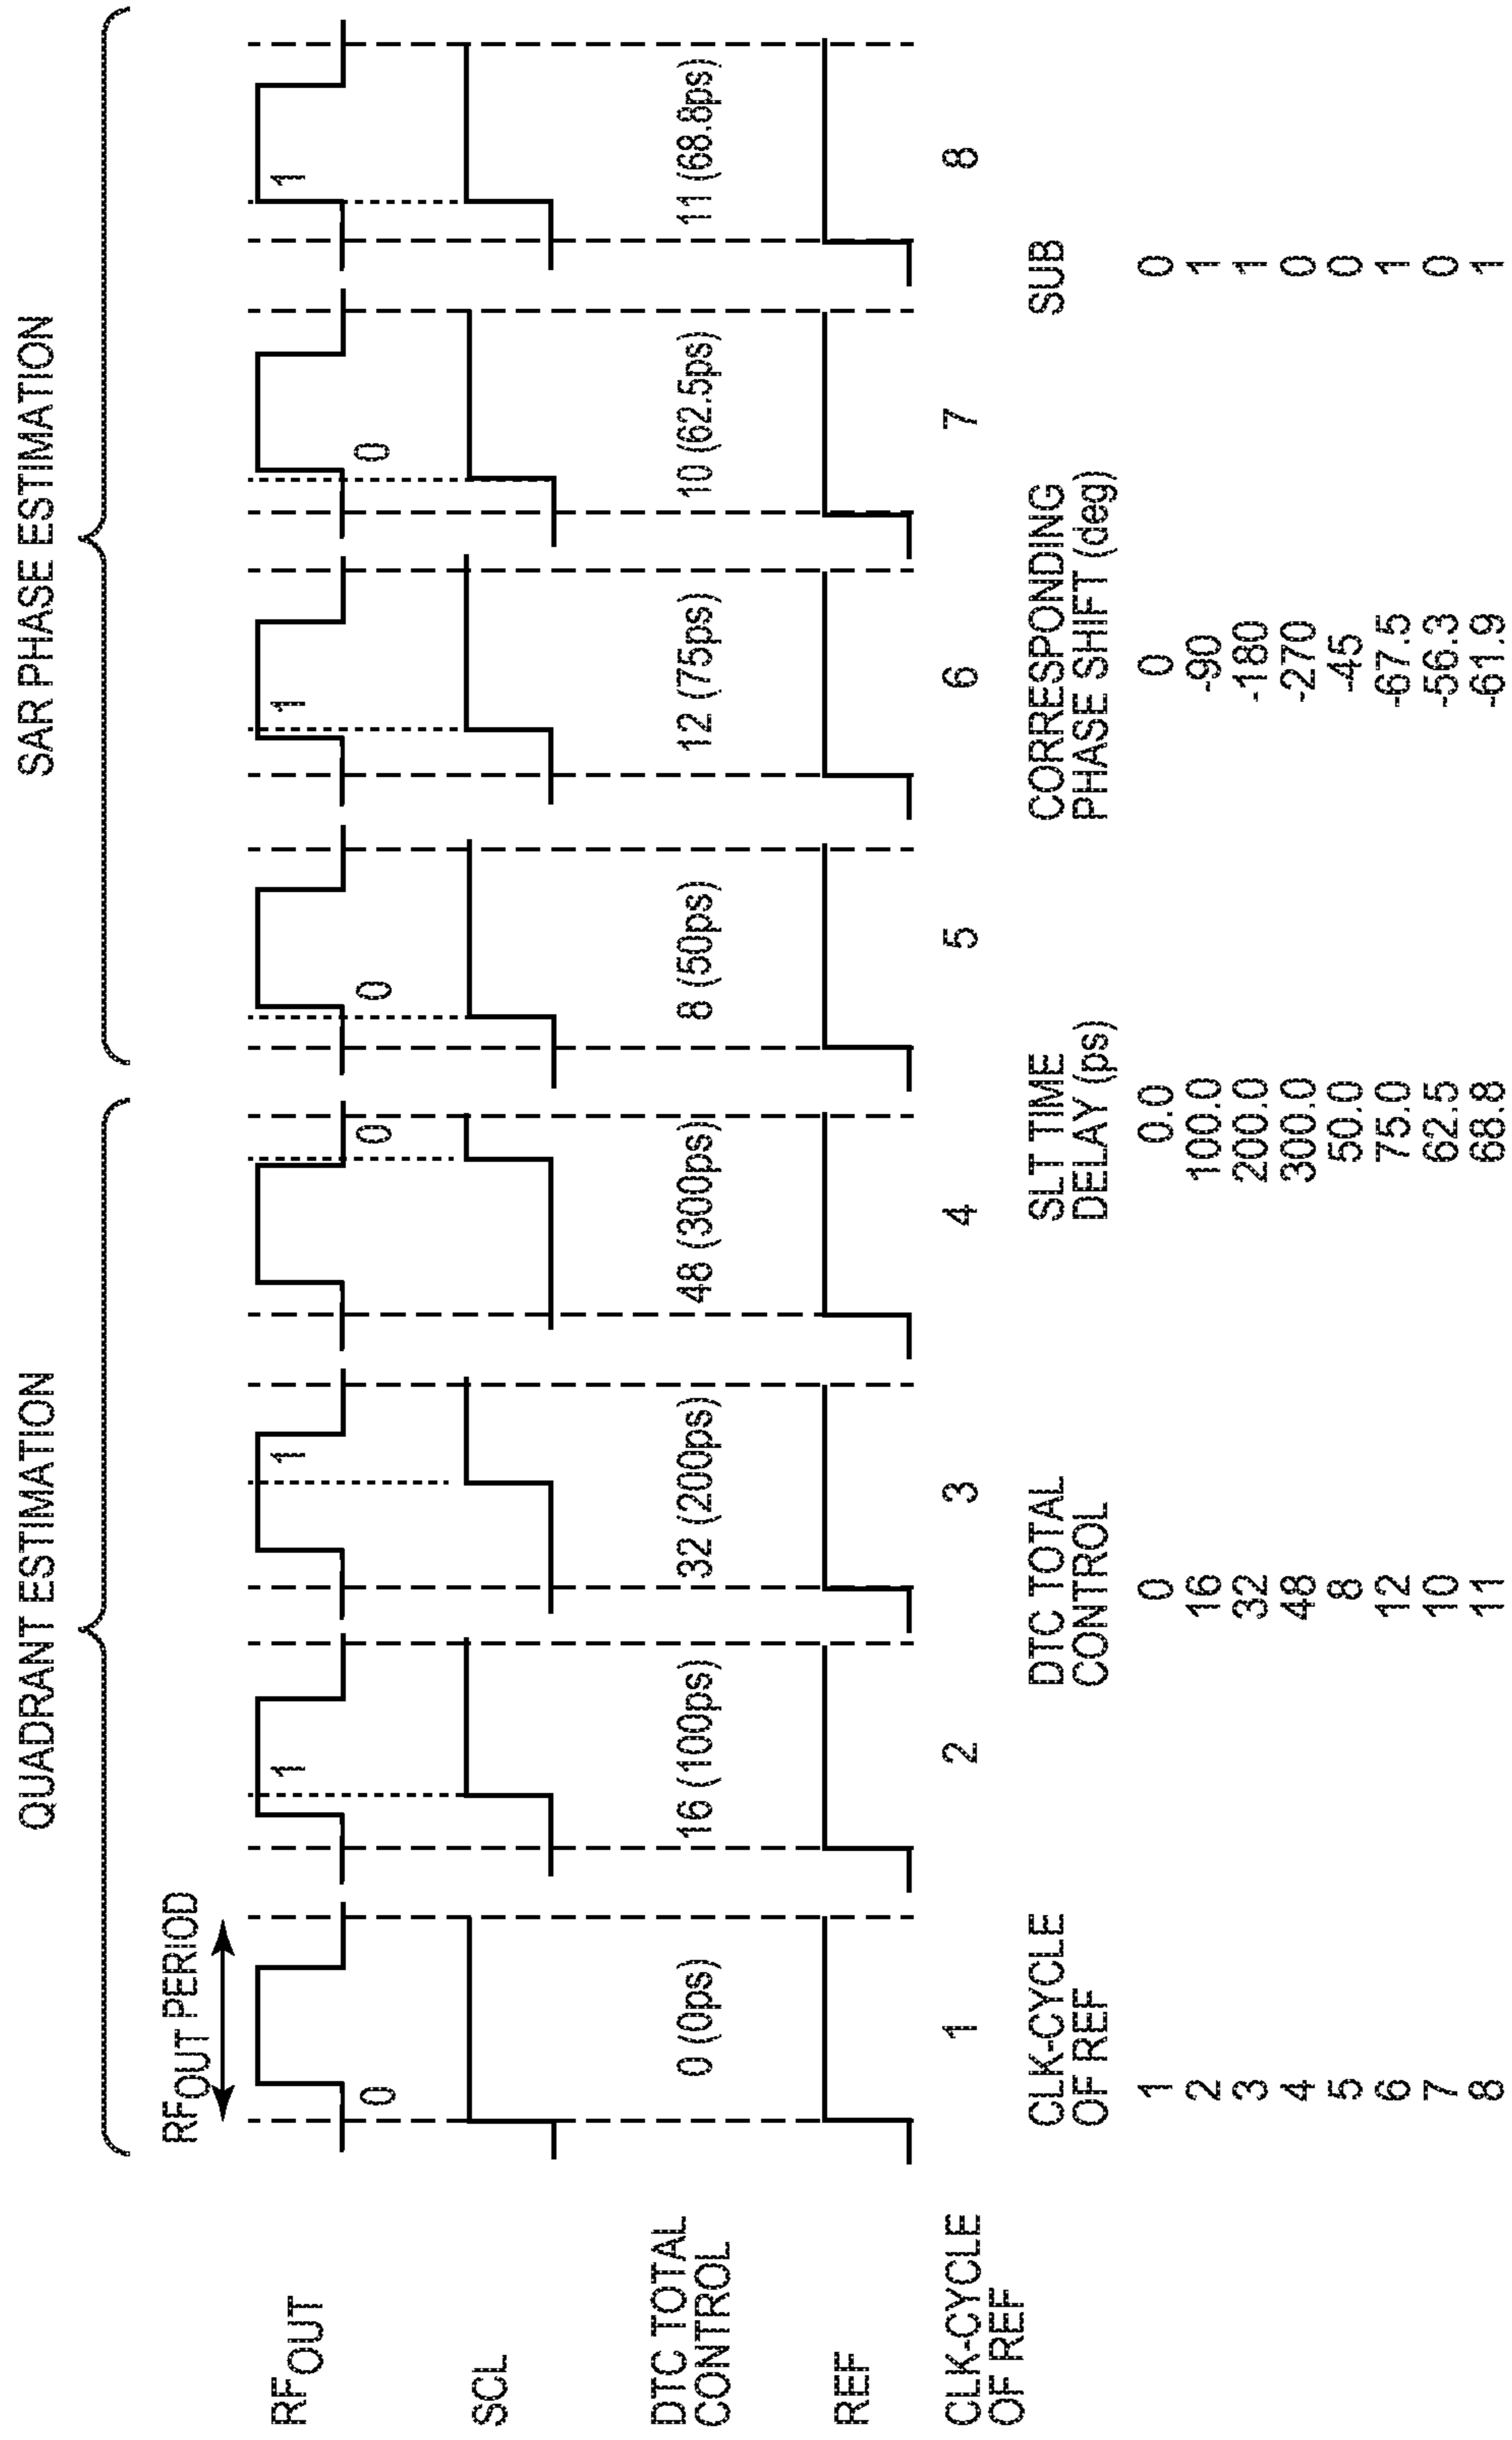 QUADRANT ESTIMATION
SAR PHASE ESTIMATION
RFOUT PERIOD
RFOUT
0
1
1
0
0
1
0
1
SCL
DTC TOTAL
CONTROL
0 (0ps)
16 (100ps)
32 (200ps)
48 (300ps)
8 (50ps)
12 (75ps)
10 (62.5ps)
11 (68.8ps)
REF
CLK-CYCLE
OF REF
1
2
3
4
5
6
7
8
CLK-CYCLE
OF REF
DTC TOTAL
CONTROL
SLT TIME
DELAY (ps)
CORRESPONDING
PHASE SHIFT (deg)
SUB
1 0 0.0 0 0
2 16 100.0 -90 1
3 32 200.0 -180 1
4 48 300.0 -270 0
5 8 50.0 -45 0
6 12 75.0 -67.5 1
7 10 62.5 -56.3 0
8 11 68.8 -61.9 1